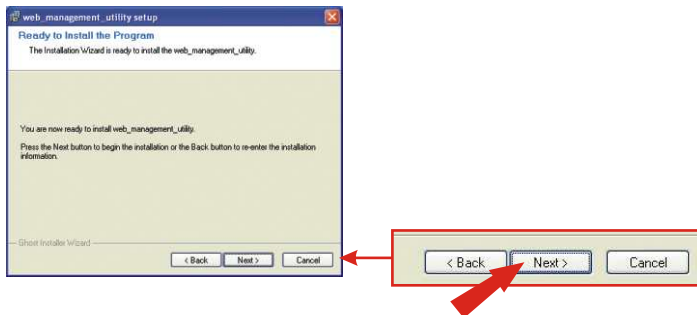 web_management_utility setup
Ready to Install the Program
The Installation Wizard is ready to install the web_management_utility.
You are now ready to install web_management_utility.
Press the Next button to begin the installation or the Back button to re-enter the installation
information.
Ghost Installer Wizard
< Back Next > Cancel
< Back Next > Cancel